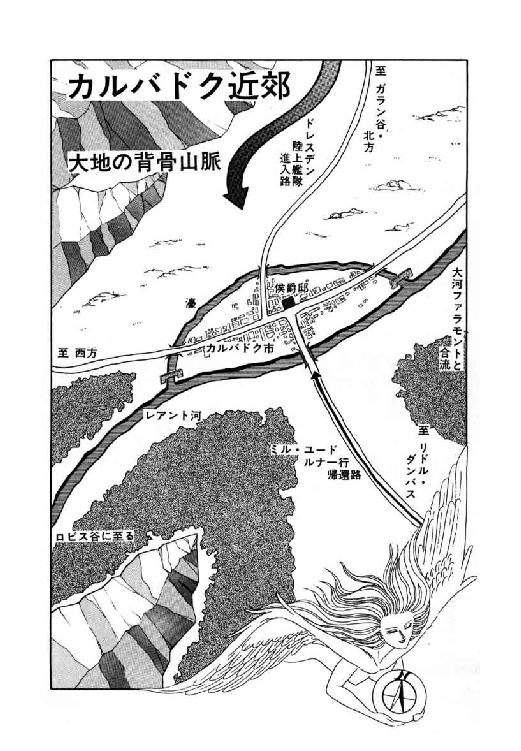 カルバドク近郊
大地の背骨山脈
ドレスデン
陸上艦隊
進入路
至 ガラン谷・
北方
大河ファラモントと
合流
侯爵邸
濠
カルバドク市
至 西方
レアント河
ミル・ユード
ルナー行
帰還路
至 リドル・
ダンバス
ロビス谷に至る